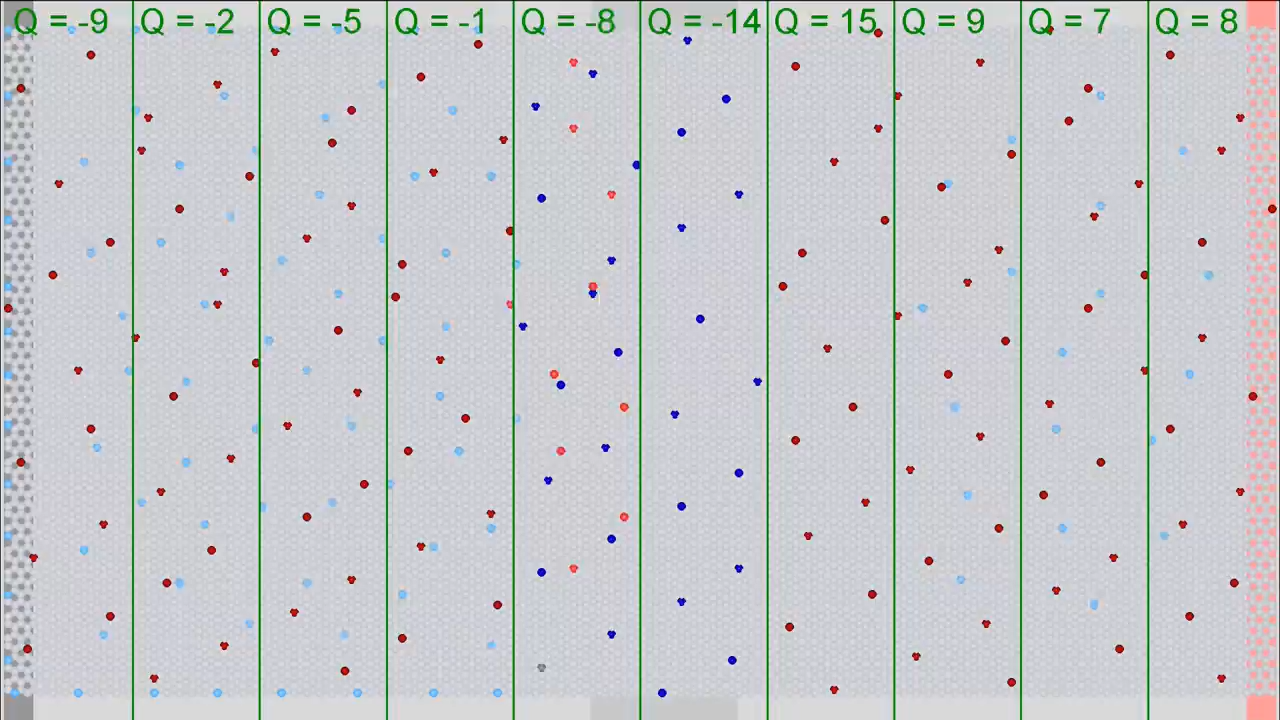 Q = -9 Q = -2 Q = -5 Q = -1 Q = -8 Q = -14 Q = 15 Q = 9 Q = 7 Q = 8